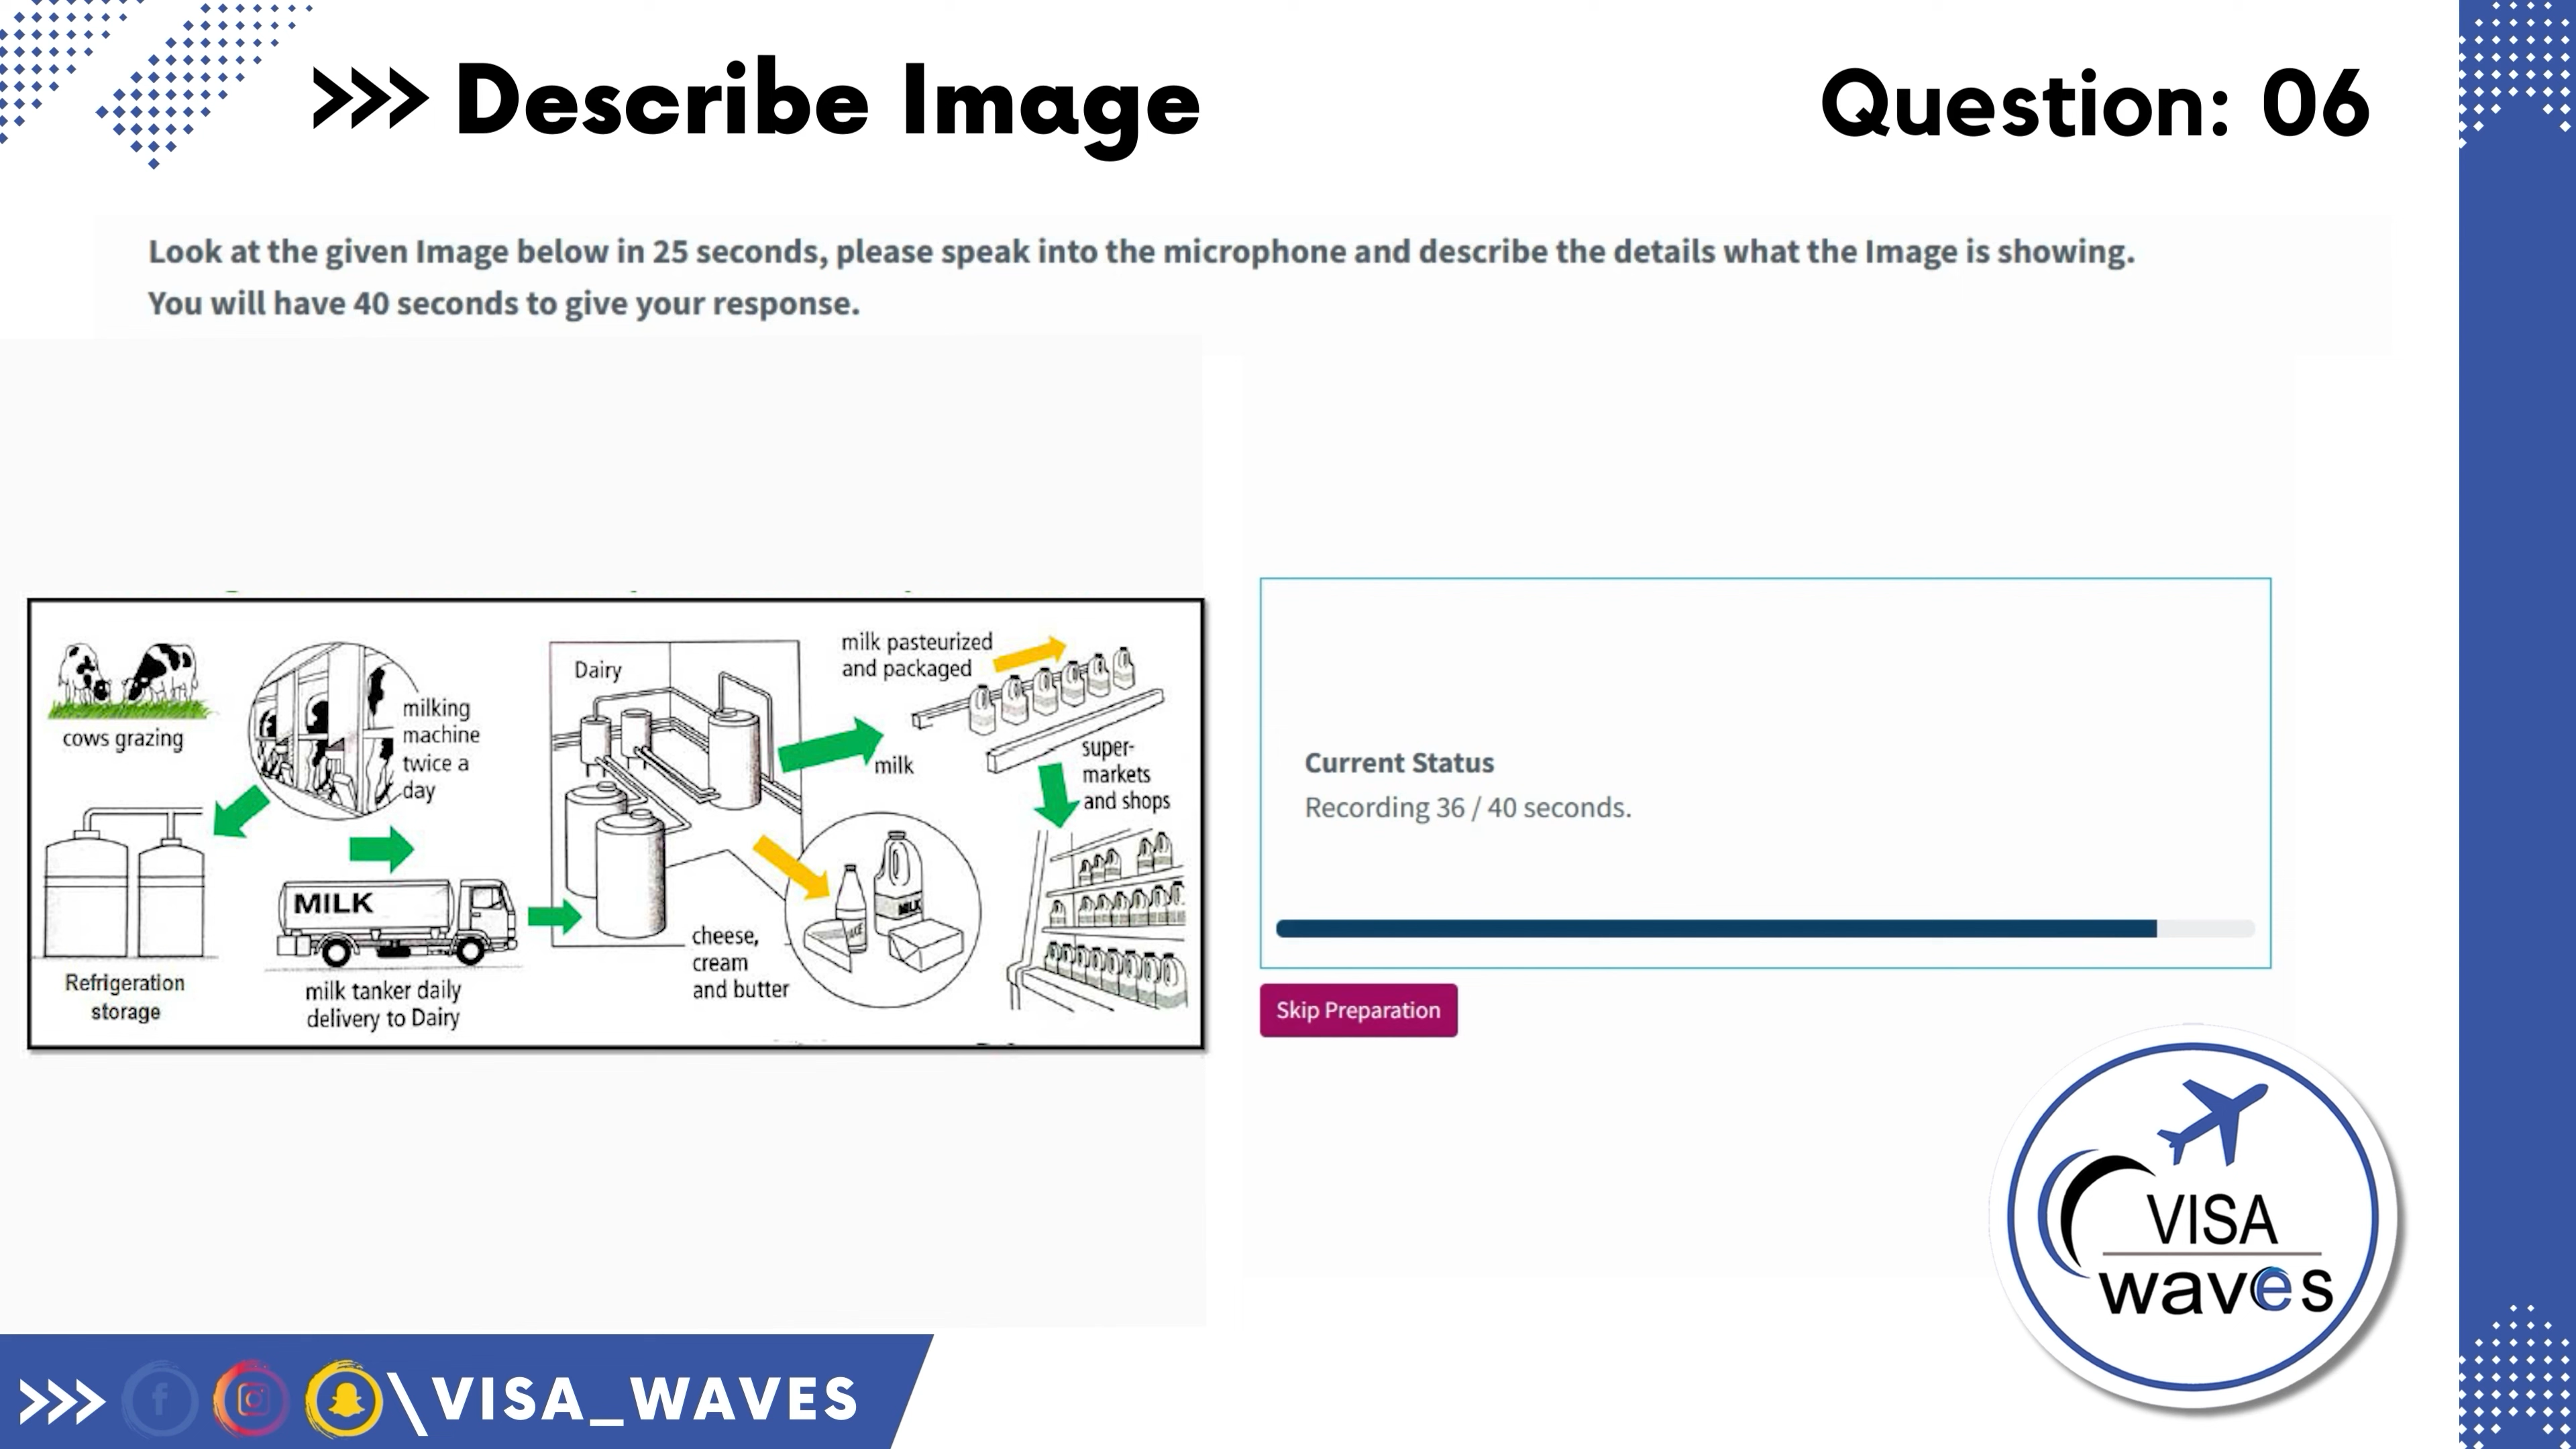 >>> Describe Image
Question: 06
Look at the given Image below in 25 seconds, please speak into the microphone and describe the details what the Image is showing.
You will have 40 seconds to give your response.
cows grazing
milking
machine
twice a
day
Refrigeration
storage
MILK
milk tanker daily
delivery to Dairy
Dairy
milk
milk pasteurized
and packaged
cheese,
cream
and butter
MILK
super-
markets
and shops
Current Status
Recording 36 / 40 seconds.
Skip Preparation
VISA
waves
>>> \VISA_WAVES